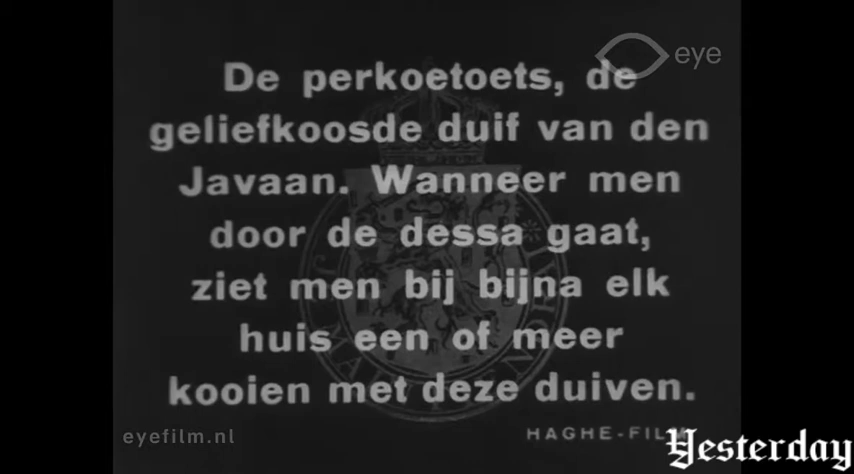 eye
De perkoetoets, de
geliefkoosde duif van den
Javaan. Wanneer men
door de dessa gaat,
ziet men bij bijna elk
huis een of meer
kooien met deze duiven.
eyefilm.nl
HAGHE-FILM
Yesterday